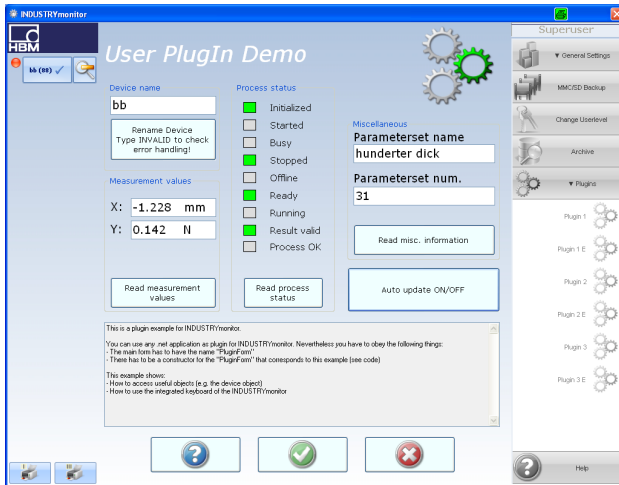 INDUSTRYmonitor
HBM
bb (88)
User PlugIn Demo
Device name
bb
Rename Device
Type INVALID to check
error handling!
Measurement values
X: -1.228 mm
Y: 0.142 N
Read measurement
values
Process status
Initialized
Started
Busy
Stopped
Offline
Ready
Running
Result valid
Process OK
Read process
status
Miscellaneous
Parameterset name
hunderter dick
Parameterset num.
31
Read misc. information
Auto update ON/OFF
This is a plugin example for INDUSTRYmonitor.
You can use any .net application as plugin for INDUSTRYmonitor. Nevertheless you have to obey the following things:
- The main form has to have the name "PluginForm"
- There has to be a constructor for the "PluginForm" that corresponds to this example (see code)
This example shows:
- How to access useful objects (e.g. the device object)
- How to use the integrated keyboard of the INDUSTRYmonitor
Superuser
General Settings
MMC/SD Backup
Change Userlevel
Archive
Plugins
Plugin 1
Plugin 1 E
Plugin 2
Plugin 2 E
Plugin 3
Plugin 3 E
Help